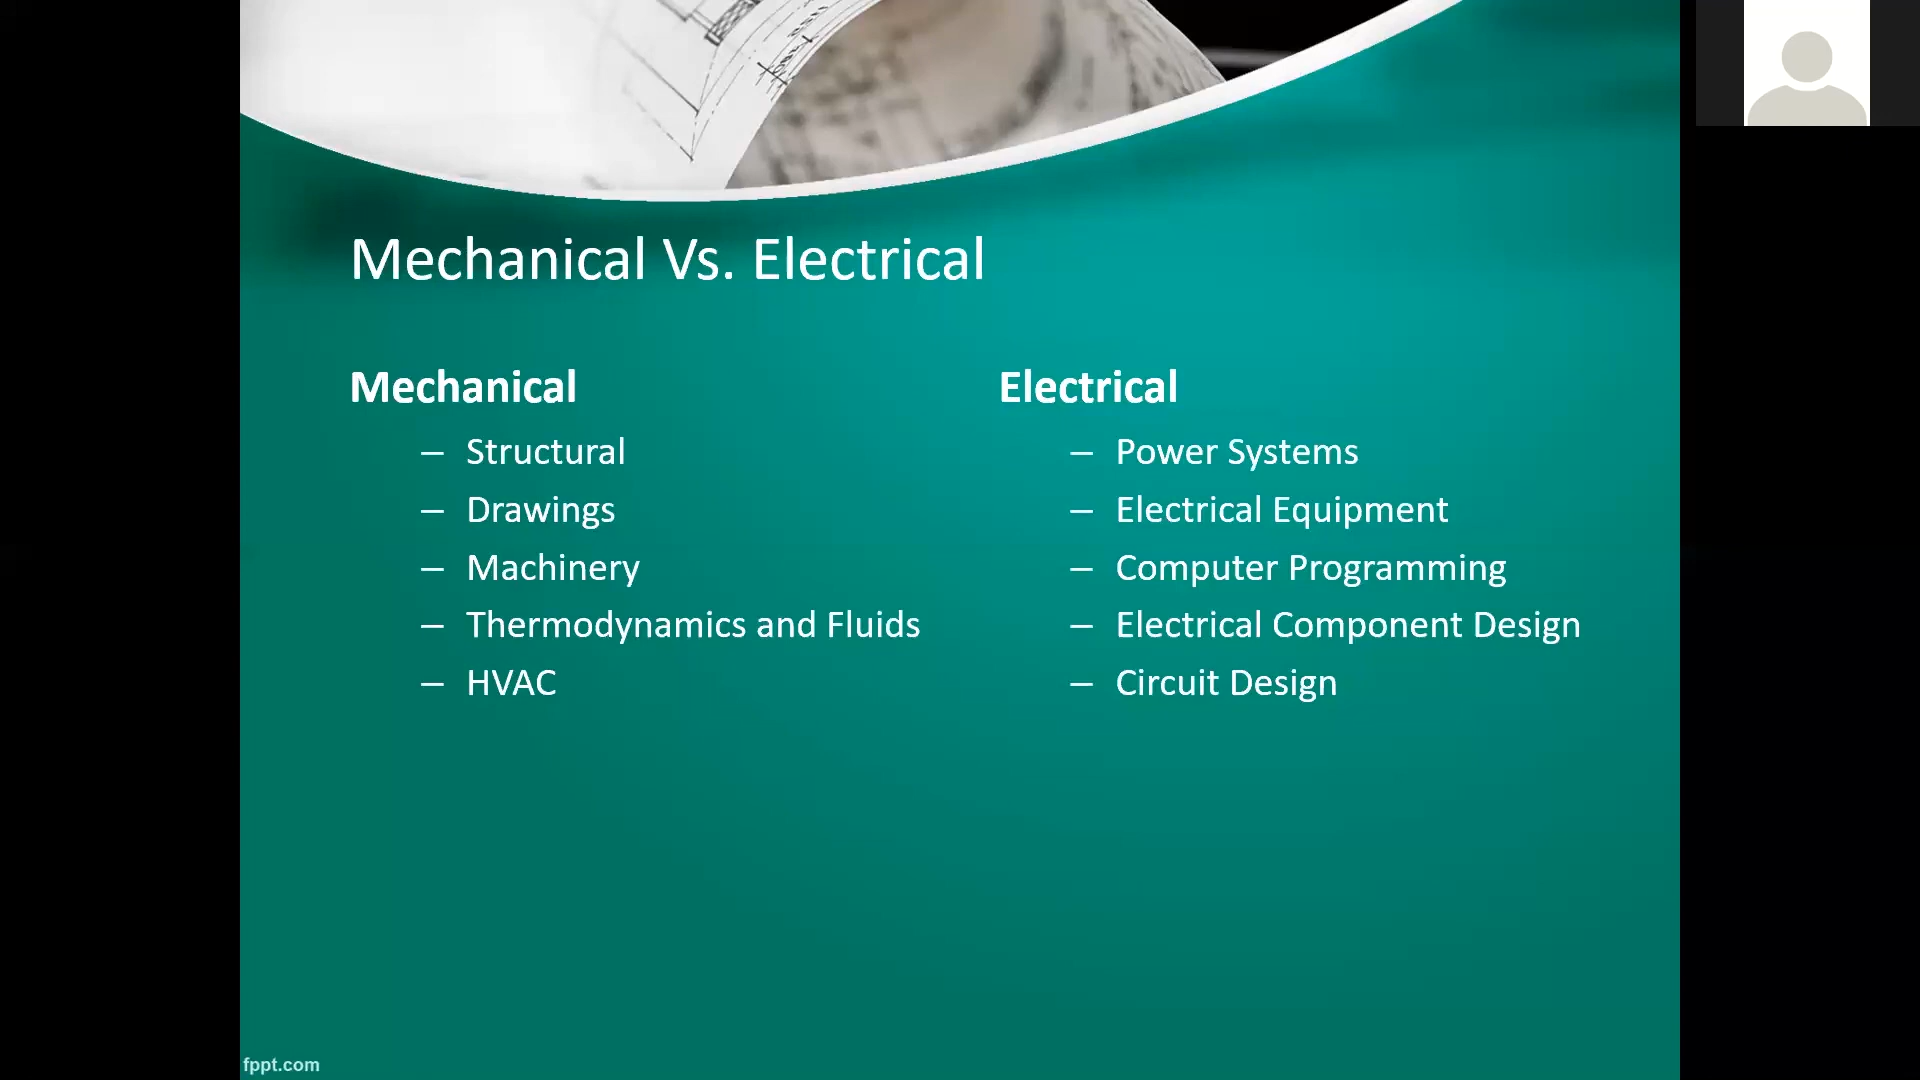 Mechanical Vs. Electrical
Mechanical
– Structural
– Drawings
– Machinery
– Thermodynamics and Fluids
– HVAC
Electrical
– Power Systems
– Electrical Equipment
– Computer Programming
– Electrical Component Design
– Circuit Design
fppt.com